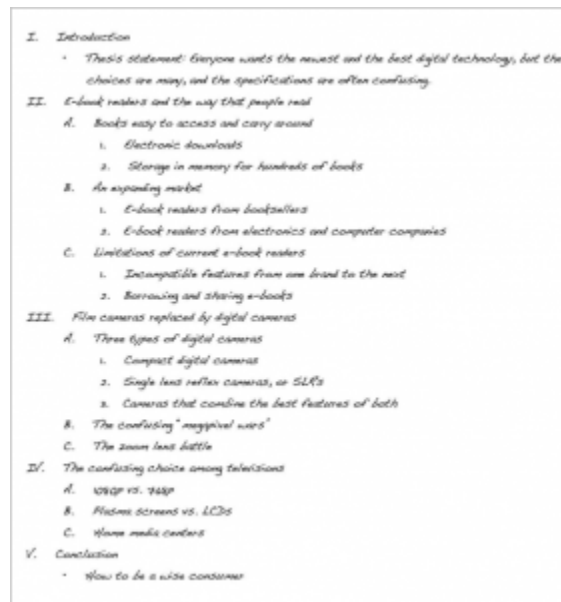 I. Introduction
• Thesis statement: Everyone wants the newest and the best digital technology, but the
choices are many, and the specifications are often confusing.
II. E-book readers and the way that people read
A. Books easy to access and carry around
1. Electronic downloads
2. Storage in memory for hundreds of books
B. An expanding market
1. E-book readers from booksellers
2. E-book readers from electronics and computer companies
C. Limitations of current e-book readers
1. Incompatible features from one brand to the next
2. Borrowing and sharing e-books
III. Film cameras replaced by digital cameras
A. Three types of digital cameras
1. Compact digital cameras
2. Single lens reflex cameras, or SLRs
3. Cameras that combine the best features of both
B. The confusing "megapixel wars"
C. The zoom lens battle
IV. The confusing choice among televisions
A. 1080p vs. 768p
B. Plasma screens vs. LCDs
C. Home media centers
V. Conclusion
• How to be a wise consumer